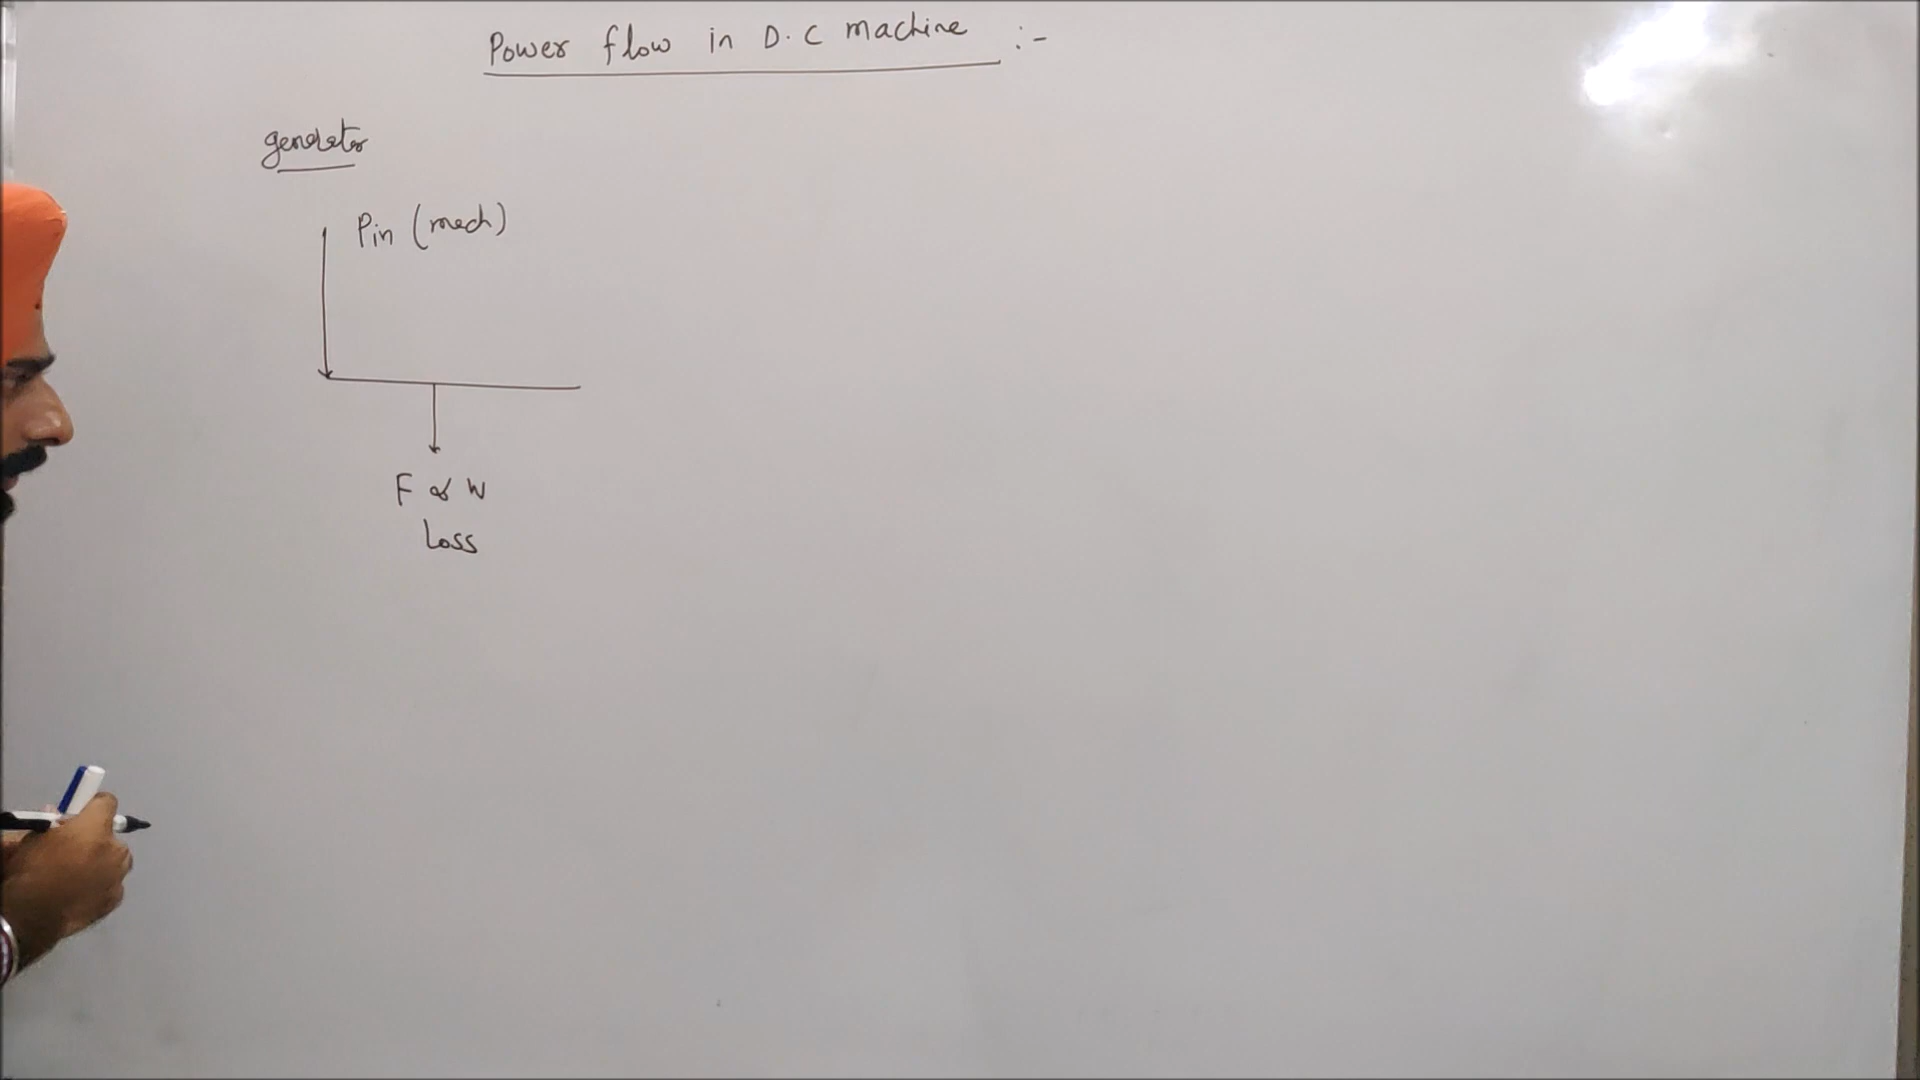 Power flow in D.C machine :-
generator
Pin (mech)
F & W
Loss